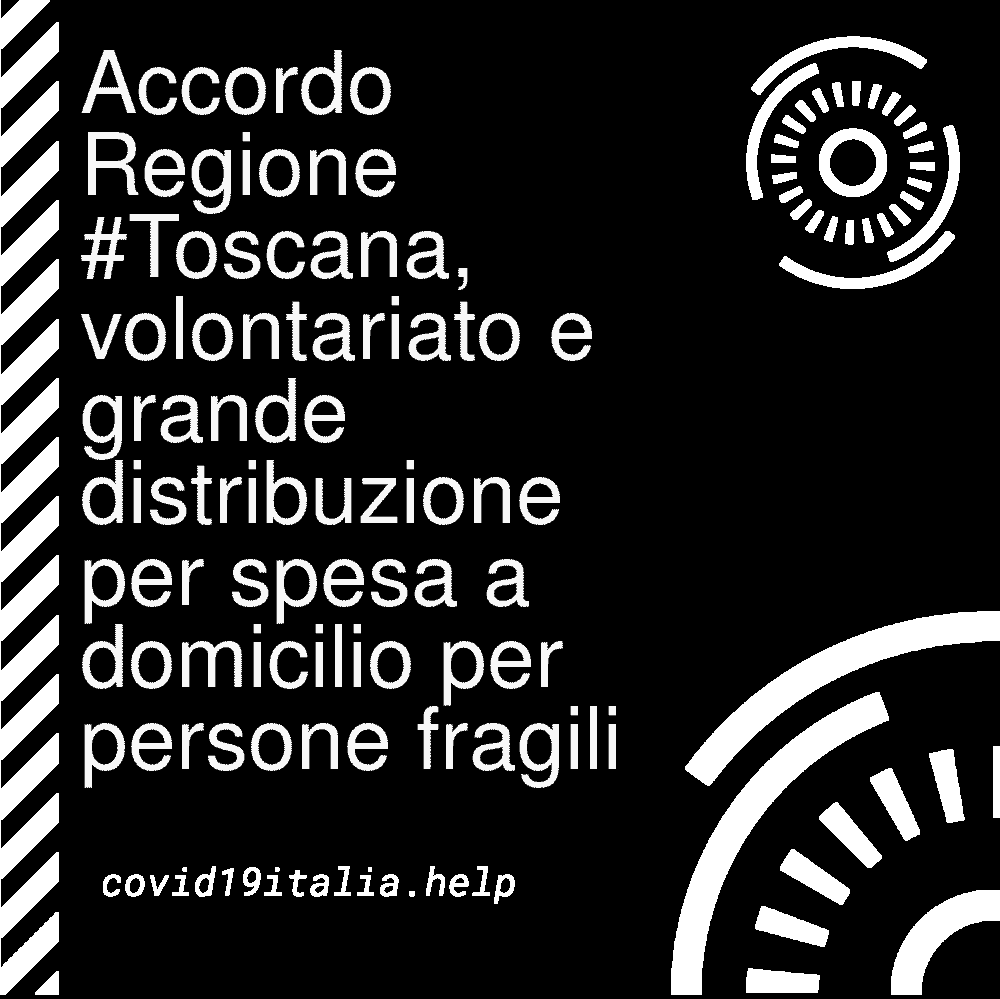 Accordo
Regione
#Toscana,
volontariato e
grande
distribuzione
per spesa a
domicilio per
persone fragili
covid19italia.help